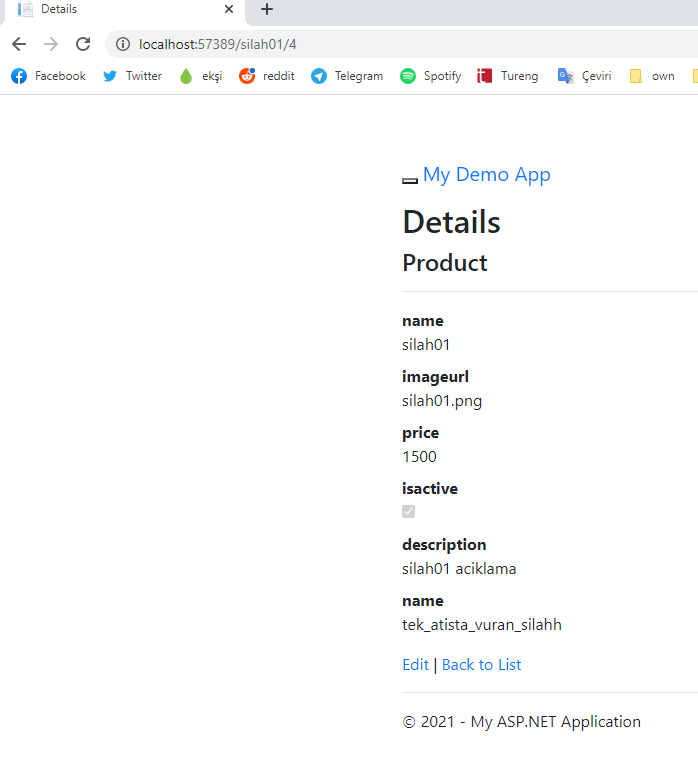 Details
localhost:57389/silah01/4
Facebook Twitter ekşi reddit Telegram Spotify Tureng Çeviri own
My Demo App
Details
Product
name
silah01
imageurl
silah01.png
price
1500
isactive
description
silah01 aciklama
name
tek_atista_vuran_silahh
Edit | Back to List
© 2021 - My ASP.NET Application